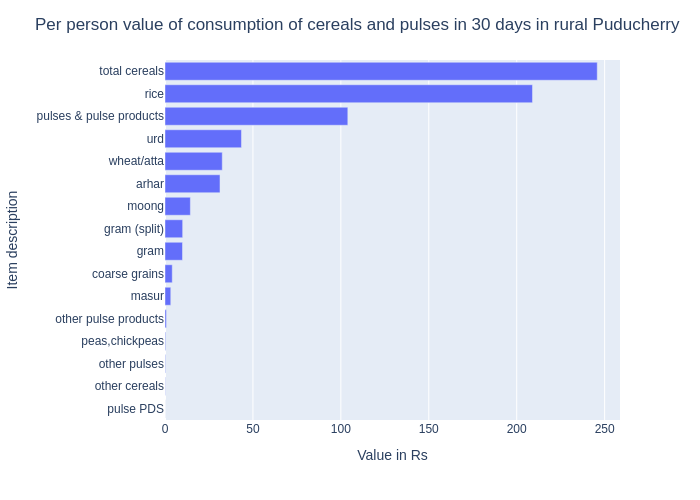 Per person value of consumption of cereals and pulses in 30 days in rural Puducherry
total cereals
rice
pulses & pulse products
urd
wheat/atta
arhar
moong
gram (split)
gram
coarse grains
masur
other pulse products
peas,chickpeas
other pulses
other cereals
pulse PDS
Item description
0 50 100 150 200 250
Value in Rs